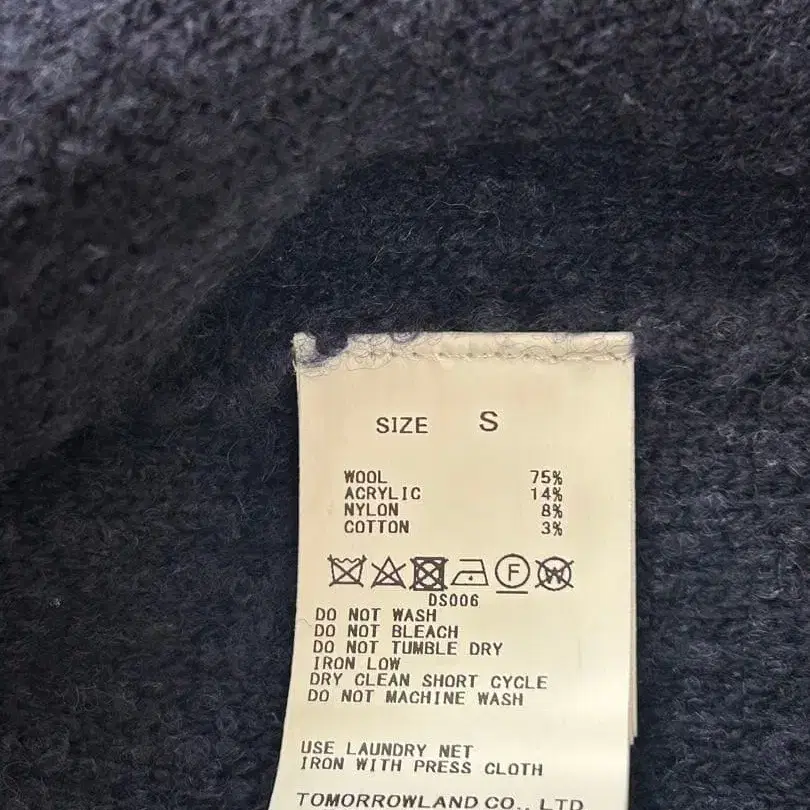 SIZE S
WOOL 75%
ACRYLIC 14%
NYLON 8%
COTTON 3%
F W
DS006
DO NOT WASH
DO NOT BLEACH
DO NOT TUMBLE DRY
IRON LOW
DRY CLEAN SHORT CYCLE
DO NOT MACHINE WASH
USE LAUNDRY NET
IRON WITH PRESS CLOTH
TOMORROWLAND CO., LTD